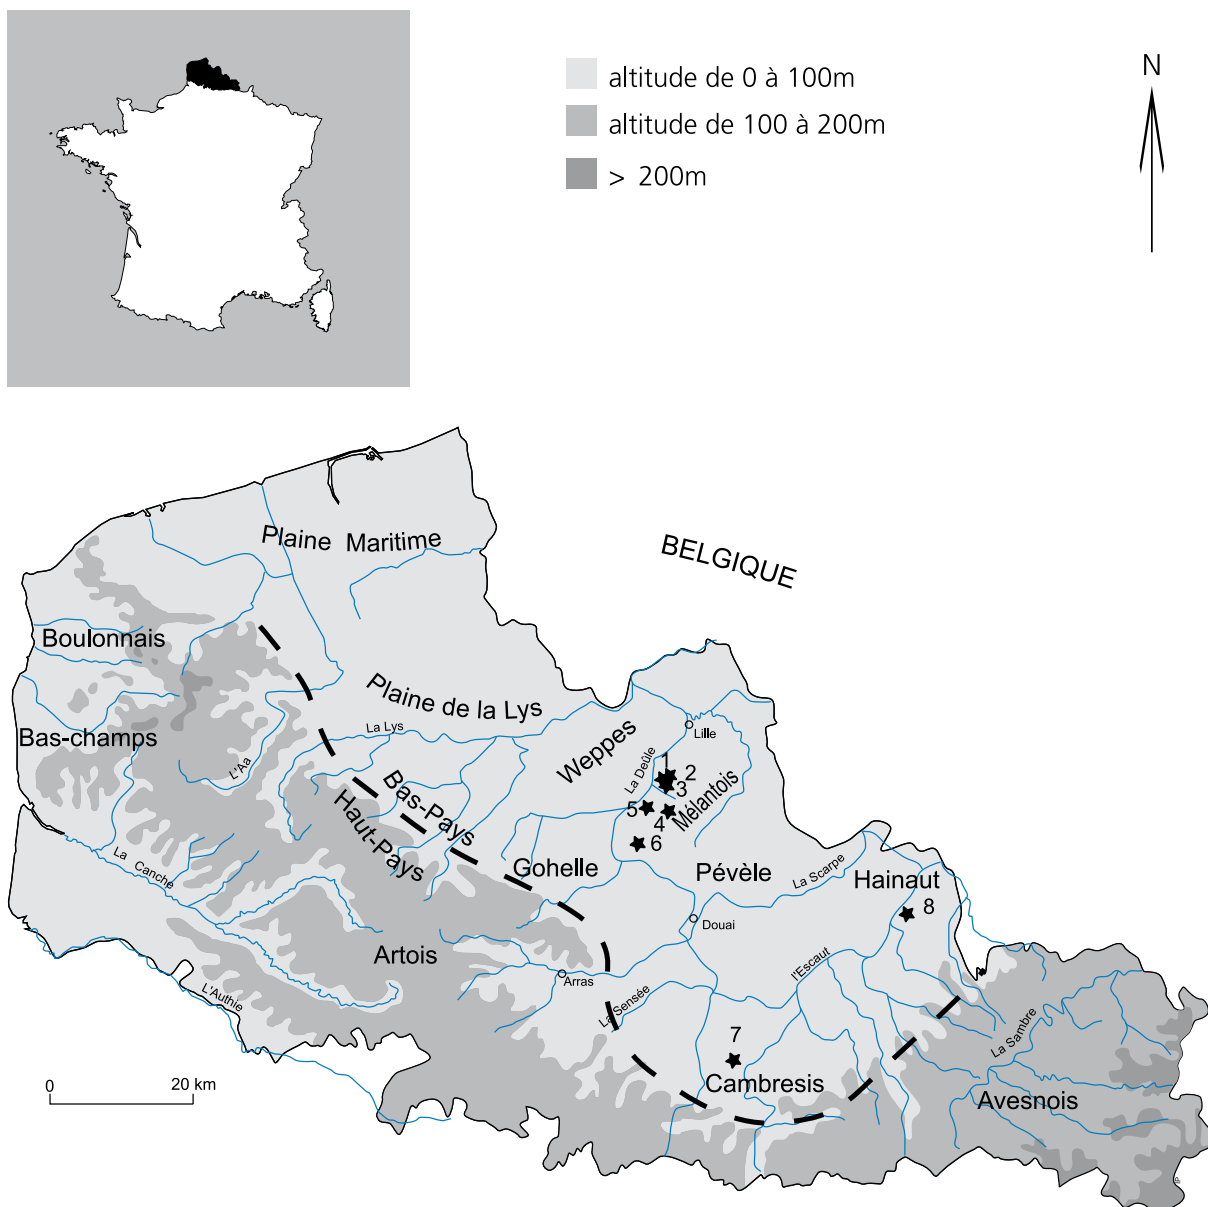 altitude de 0 à 100m
altitude de 100 à 200m
> 200m
N
BELGIQUE
Plaine Maritime
Boulonnais
Plaine de la Lys
La Lys
Bas-champs
L'Aa
Weppes
Lille
La Deûle
1
2
3
Mélantois
4
5
6
Bas-Pays
Haut-Pays
Gohelle
Pévèle
La Scarpe
Hainaut
8
La Canche
Douai
Artois
Arras
l'Escaut
L'Authie
La Sensée
La Sambre
7
Cambresis
Avesnois
0 20 km